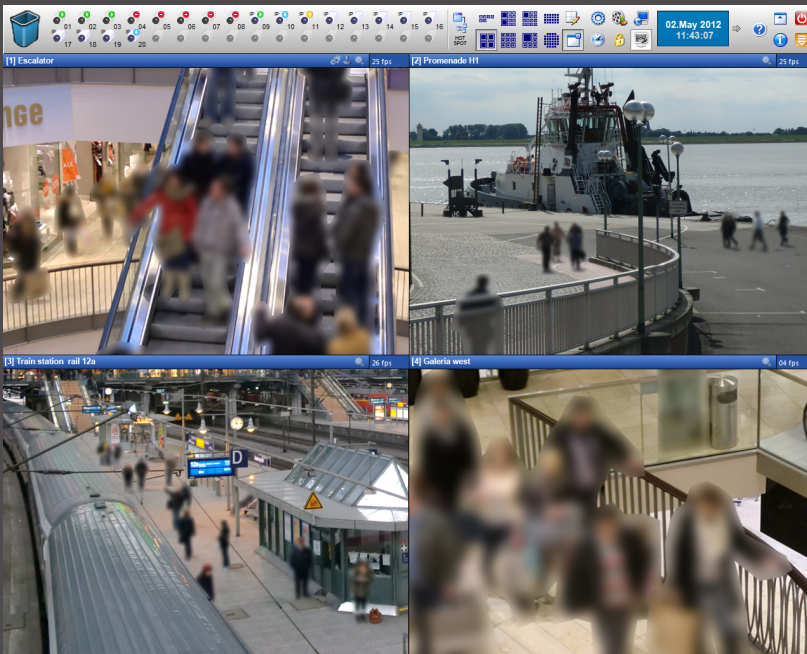 01 02 03 04 05 06 07 08 09 10 11 12 13 14 15 16
17 18 19 20
HOT
SPOT
02.May 2012
11:43:07
[1] Escalator
25 fps
[2] Promenade H1
25 fps
nge
[3] Train station rail 12a
26 fps
[4] Galeria west
04 fps
D